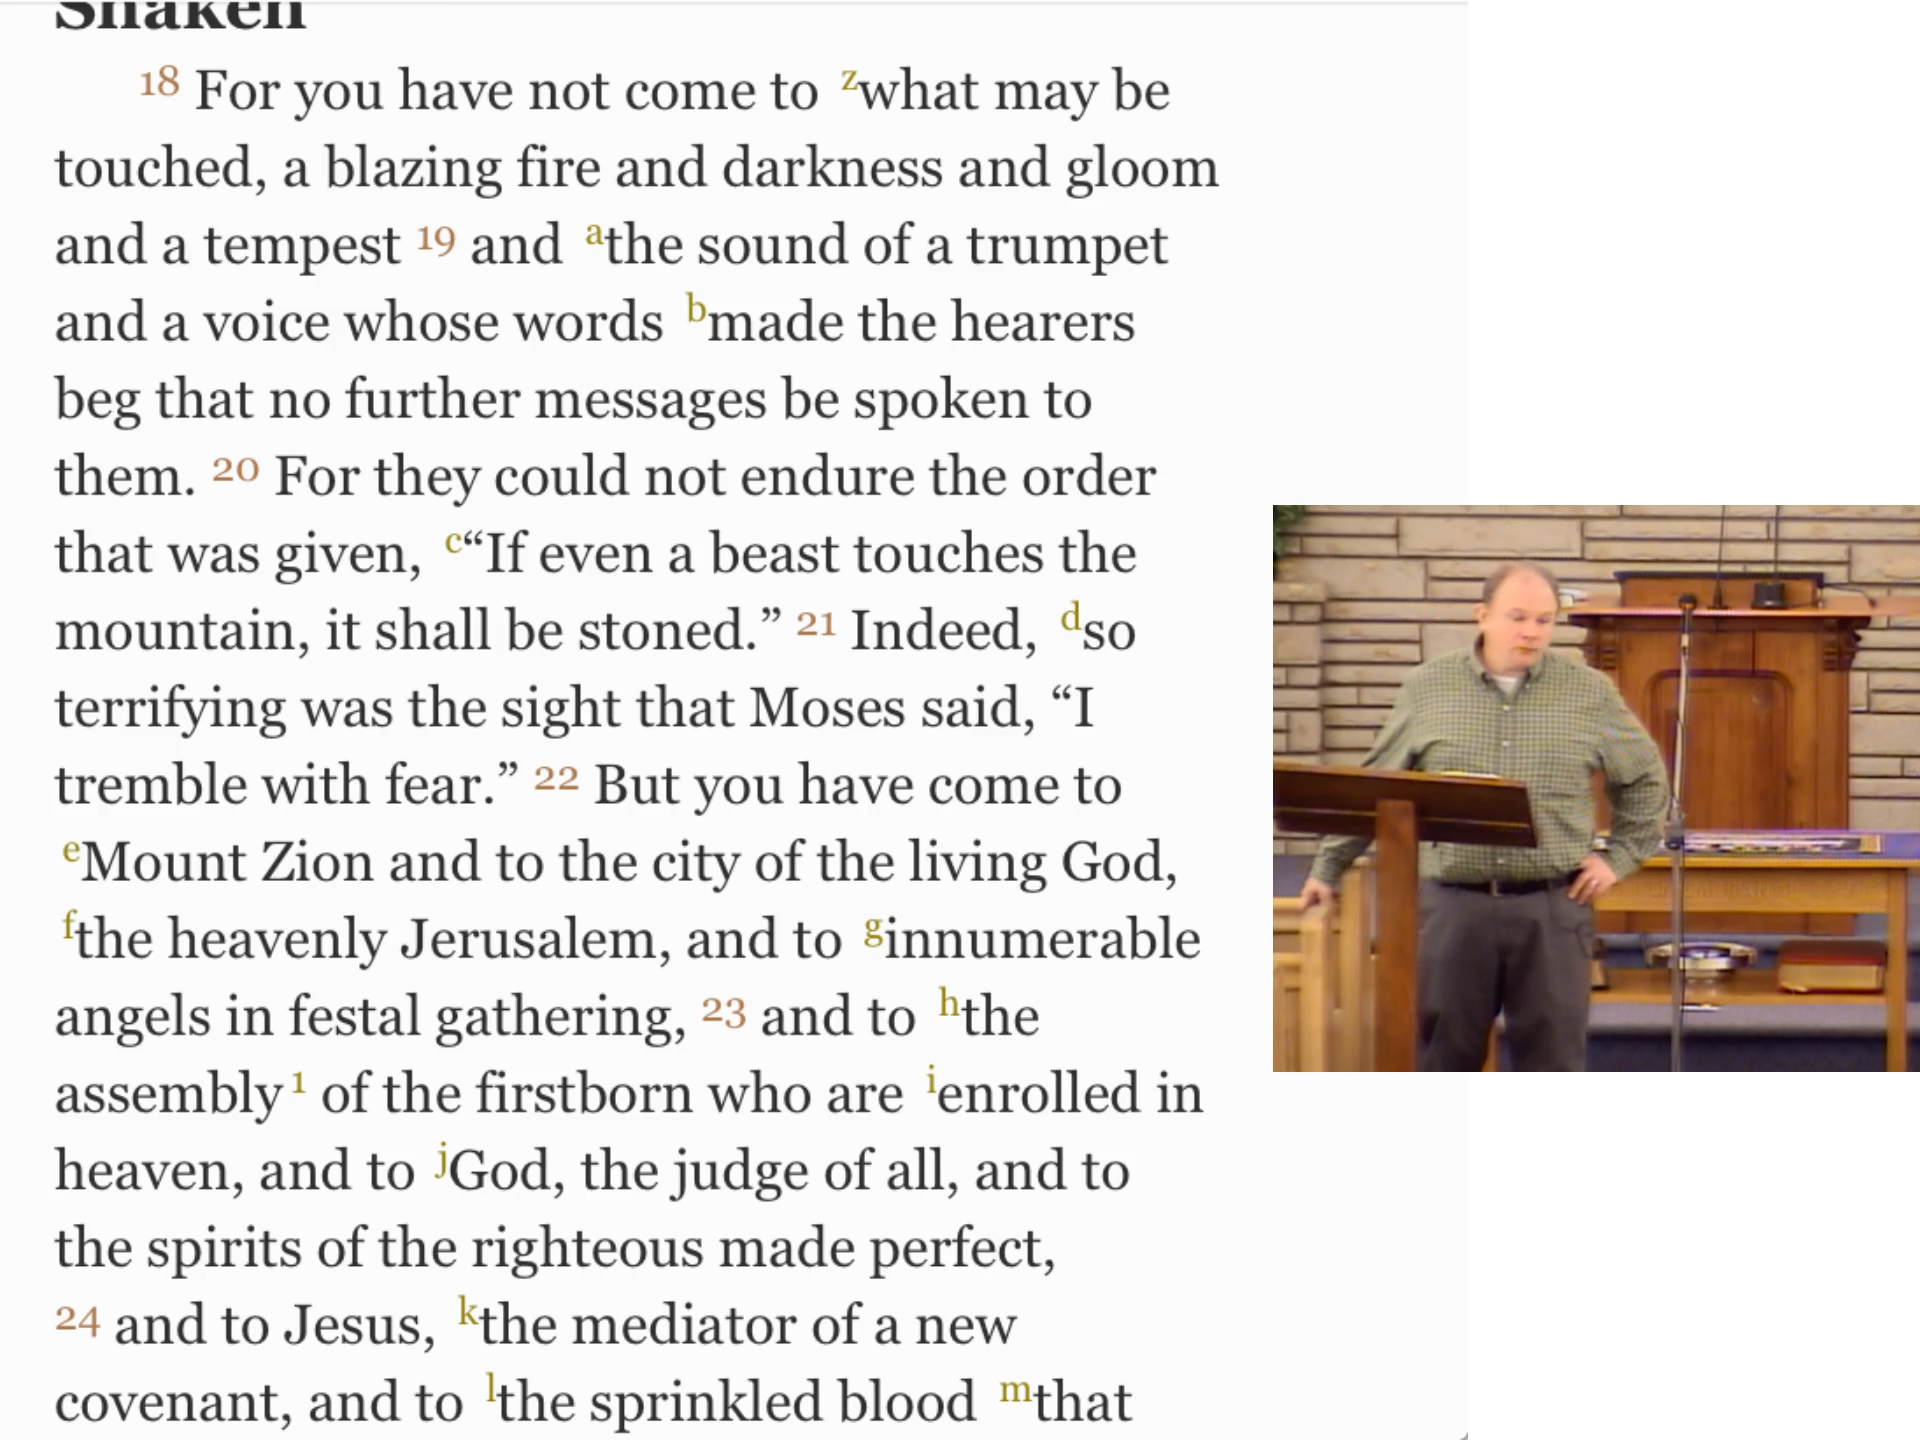 Shaken
18 For you have not come to zwhat may be
touched, a blazing fire and darkness and gloom
and a tempest 19 and athe sound of a trumpet
and a voice whose words bmade the hearers
beg that no further messages be spoken to
them. 20 For they could not endure the order
that was given, c“If even a beast touches the
mountain, it shall be stoned.” 21 Indeed, dso
terrifying was the sight that Moses said, “I
tremble with fear.” 22 But you have come to
eMount Zion and to the city of the living God,
fthe heavenly Jerusalem, and to ginnumerable
angels in festal gathering, 23 and to hthe
assembly1 of the firstborn who are ienrolled in
heaven, and to jGod, the judge of all, and to
the spirits of the righteous made perfect,
24 and to Jesus, kthe mediator of a new
covenant, and to lthe sprinkled blood mthat